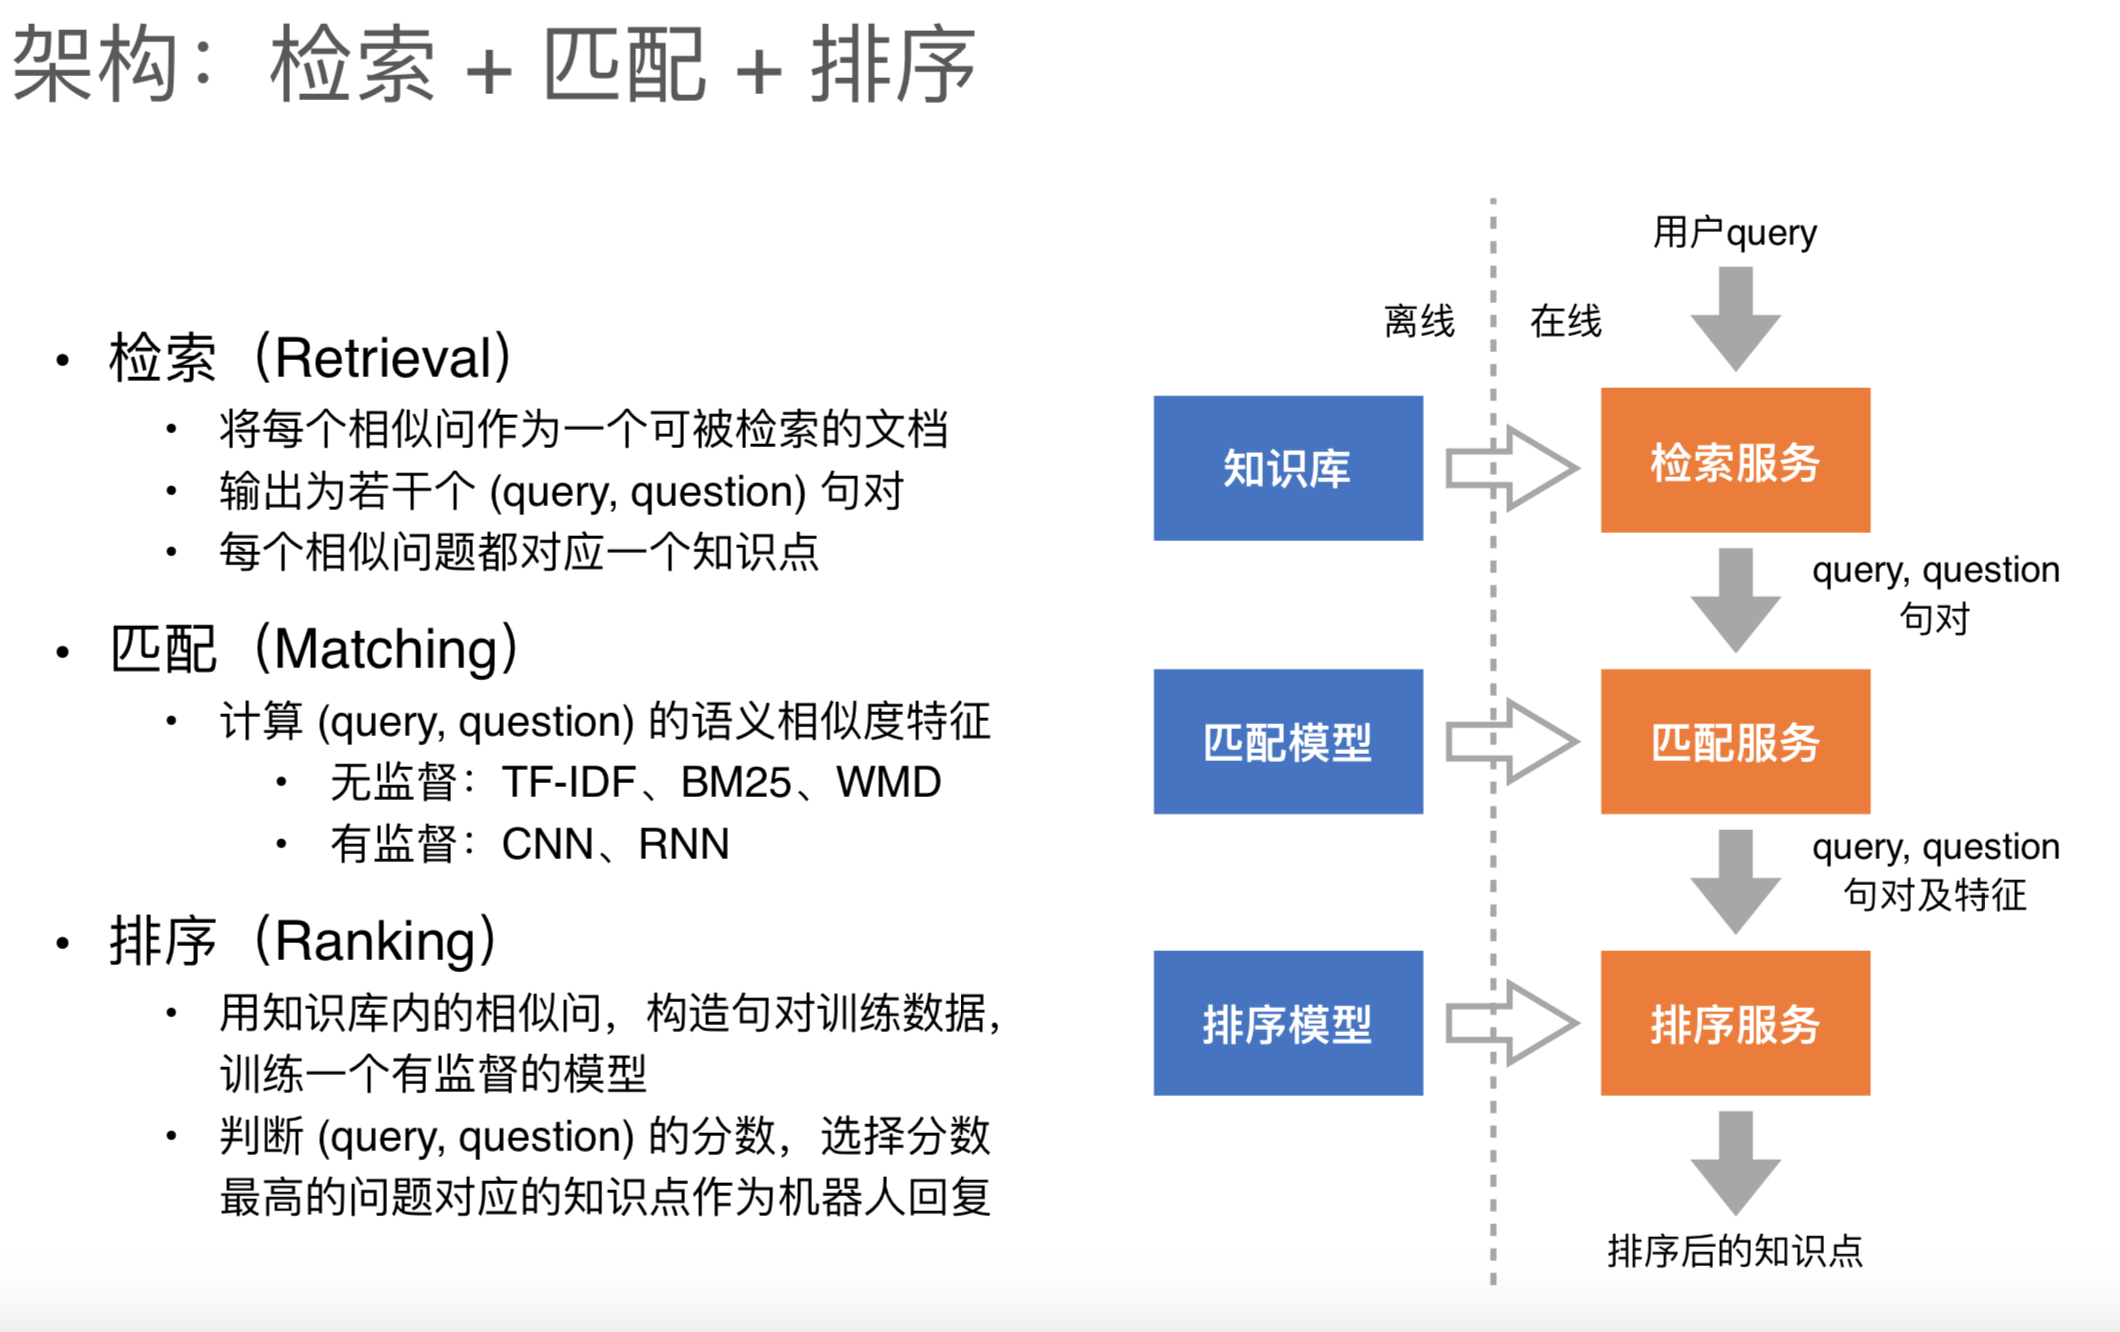 架构：检索 + 匹配 + 排序
• 检索（Retrieval）
• 将每个相似问作为一个可被检索的文档
• 输出为若干个 (query, question) 句对
• 每个相似问题都对应一个知识点
• 匹配（Matching）
• 计算 (query, question) 的语义相似度特征
• 无监督：TF-IDF、BM25、WMD
• 有监督：CNN、RNN
• 排序（Ranking）
• 用知识库内的相似问，构造句对训练数据，
训练一个有监督的模型
• 判断 (query, question) 的分数，选择分数
最高的问题对应的知识点作为机器人回复
用户query
离线
在线
知识库
检索服务
query, question
句对
匹配模型
匹配服务
query, question
句对及特征
排序模型
排序服务
排序后的知识点